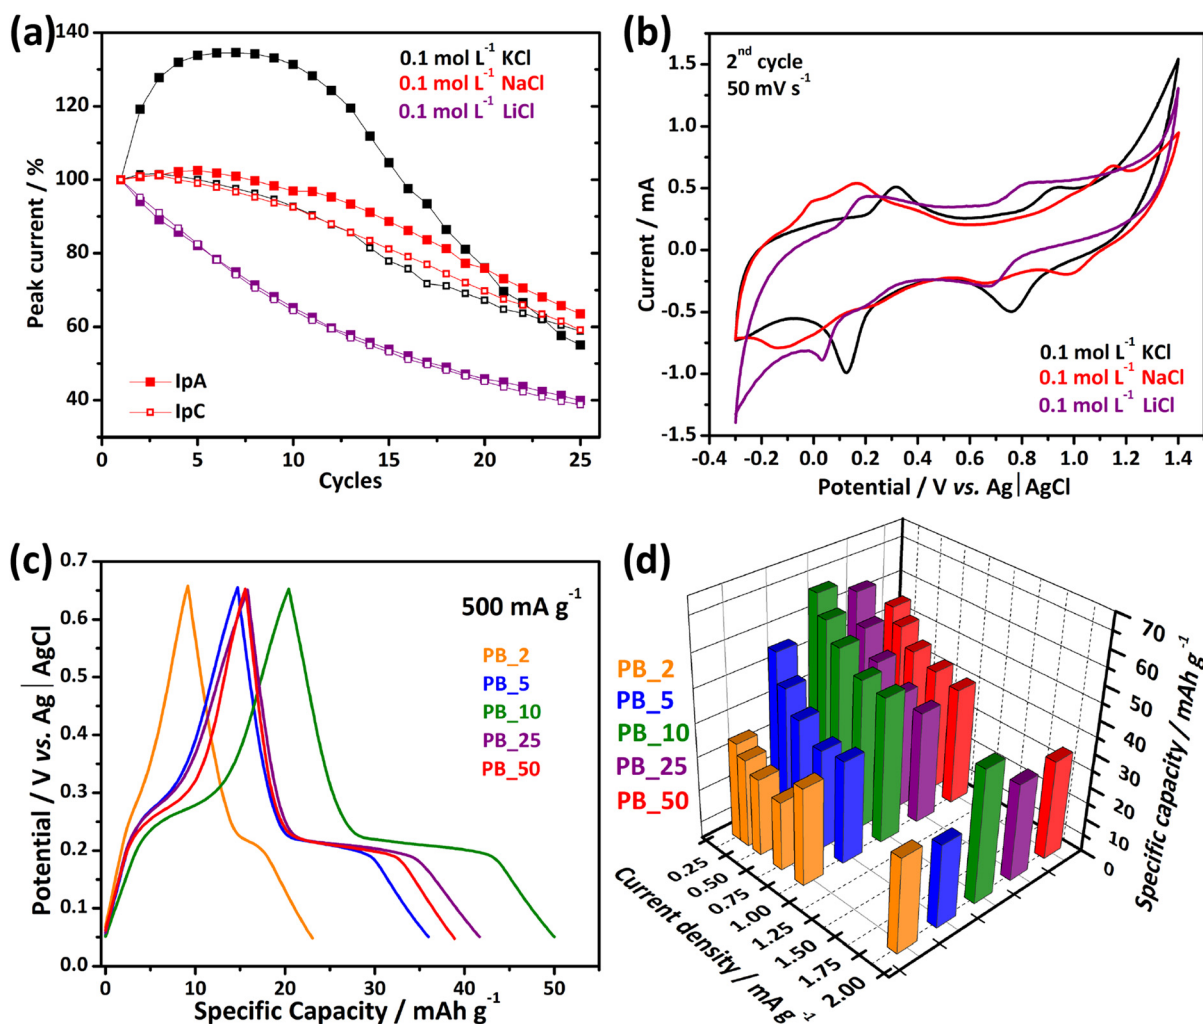 (a)
140
120
100
80
60
40
0.1 mol L⁻¹ KCl
0.1 mol L⁻¹ NaCl
0.1 mol L⁻¹ LiCl
IpA
IpC
Peak current / %
0 5 10 15 20 25
Cycles
(b)
2nd cycle
50 mV s⁻¹
1.5
1.0
0.5
0.0
-0.5
-1.0
-1.5
Current / mA
0.1 mol L⁻¹ KCl
0.1 mol L⁻¹ NaCl
0.1 mol L⁻¹ LiCl
-0.4 -0.2 0.0 0.2 0.4 0.6 0.8 1.0 1.2 1.4
Potential / V vs. Ag|AgCl
(c)
0.7
0.6
0.5
0.4
0.3
0.2
0.1
0.0
Potential / V vs. Ag|AgCl
500 mA g⁻¹
PB_2
PB_5
PB_10
PB_25
PB_50
0 10 20 30 40 50
Specific Capacity / mAh g⁻¹
(d)
PB_2
PB_5
PB_10
PB_25
PB_50
70
60
50
40
30
20
10
0
Specific capacity / mAh g⁻¹
0.25
0.50
0.75
1.00
1.25
1.50
1.75
2.00
Current density / mA g⁻¹